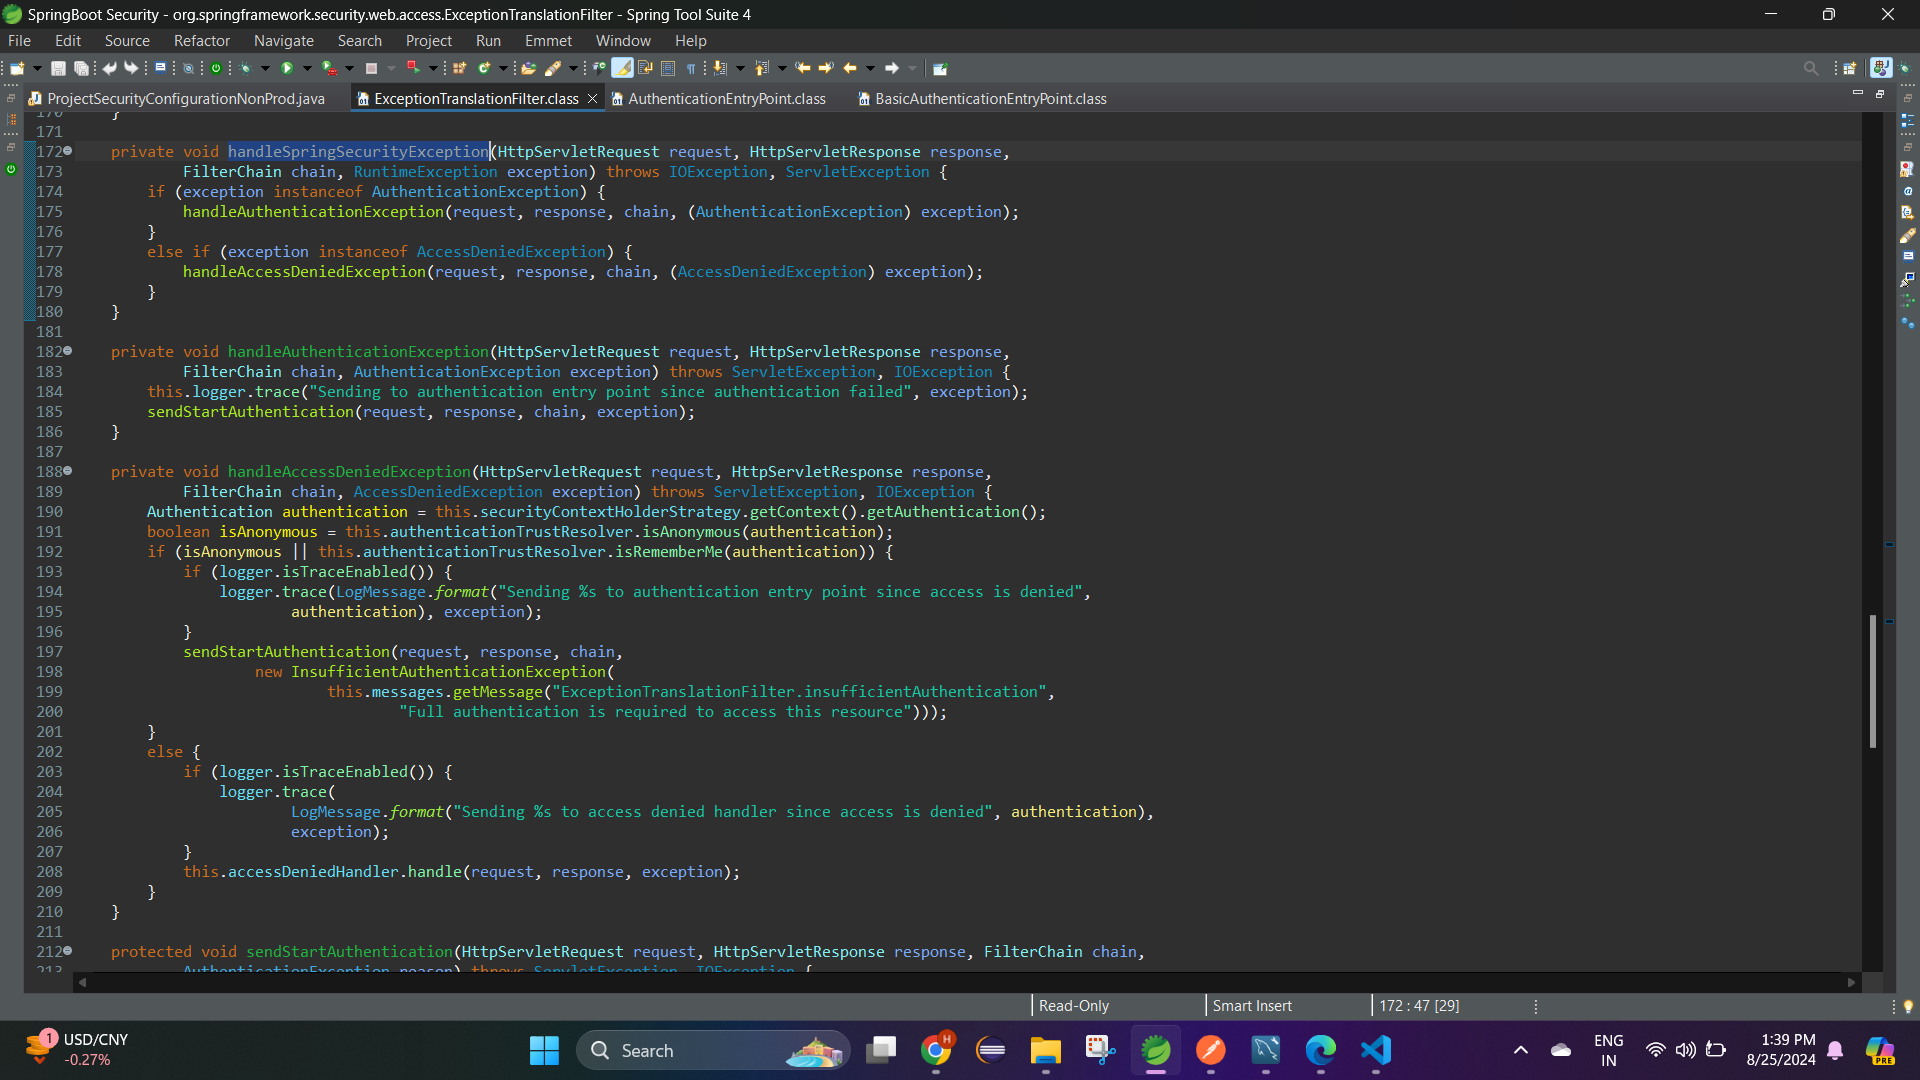 SpringBoot Security - org.springframework.security.web.access.ExceptionTranslationFilter - Spring Tool Suite 4
File Edit Source Refactor Navigate Search Project Run Emmet Window Help
ProjectSecurityConfigurationNonProd.java ExceptionTranslationFilter.class AuthenticationEntryPoint.class BasicAuthenticationEntryPoint.class
170 }
171
172 private void handleSpringSecurityException(HttpServletRequest request, HttpServletResponse response,
173 FilterChain chain, RuntimeException exception) throws IOException, ServletException {
174 if (exception instanceof AuthenticationException) {
175 handleAuthenticationException(request, response, chain, (AuthenticationException) exception);
176 }
177 else if (exception instanceof AccessDeniedException) {
178 handleAccessDeniedException(request, response, chain, (AccessDeniedException) exception);
179 }
180 }
181
182 private void handleAuthenticationException(HttpServletRequest request, HttpServletResponse response,
183 FilterChain chain, AuthenticationException exception) throws ServletException, IOException {
184 this.logger.trace("Sending to authentication entry point since authentication failed", exception);
185 sendStartAuthentication(request, response, chain, exception);
186 }
187
188 private void handleAccessDeniedException(HttpServletRequest request, HttpServletResponse response,
189 FilterChain chain, AccessDeniedException exception) throws ServletException, IOException {
190 Authentication authentication = this.securityContextHolderStrategy.getContext().getAuthentication();
191 boolean isAnonymous = this.authenticationTrustResolver.isAnonymous(authentication);
192 if (isAnonymous || this.authenticationTrustResolver.isRememberMe(authentication)) {
193 if (logger.isTraceEnabled()) {
194 logger.trace(LogMessage.format("Sending %s to authentication entry point since access is denied",
195 authentication), exception);
196 }
197 sendStartAuthentication(request, response, chain,
198 new InsufficientAuthenticationException(
199 this.messages.getMessage("ExceptionTranslationFilter.insufficientAuthentication",
200 "Full authentication is required to access this resource")));
201 }
202 else {
203 if (logger.isTraceEnabled()) {
204 logger.trace(
205 LogMessage.format("Sending %s to access denied handler since access is denied", authentication),
206 exception);
207 }
208 this.accessDeniedHandler.handle(request, response, exception);
209 }
210 }
211
212 protected void sendStartAuthentication(HttpServletRequest request, HttpServletResponse response, FilterChain chain,
213 AuthenticationException reason) throws ServletException, IOException {
Read-Only Smart Insert 172 : 47 [29]
1 USD/CNY
-0.27%
Search
H
ENG
IN
1:39 PM
8/25/2024
PRE